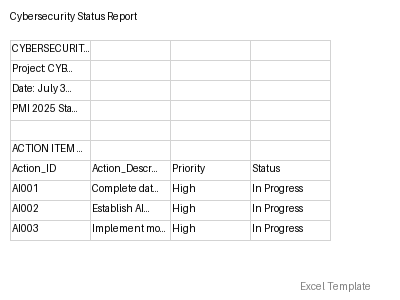 Cybersecurity Status Report
CYBERSECURIT...
Project: CYB...
Date: July 3...
PMI 2025 Sta...
ACTION ITEM ...
Action_ID Action_Descr... Priority Status
AI001 Complete dat... High In Progress
AI002 Establish AI... High In Progress
AI003 Implement mo... High In Progress
Excel Template